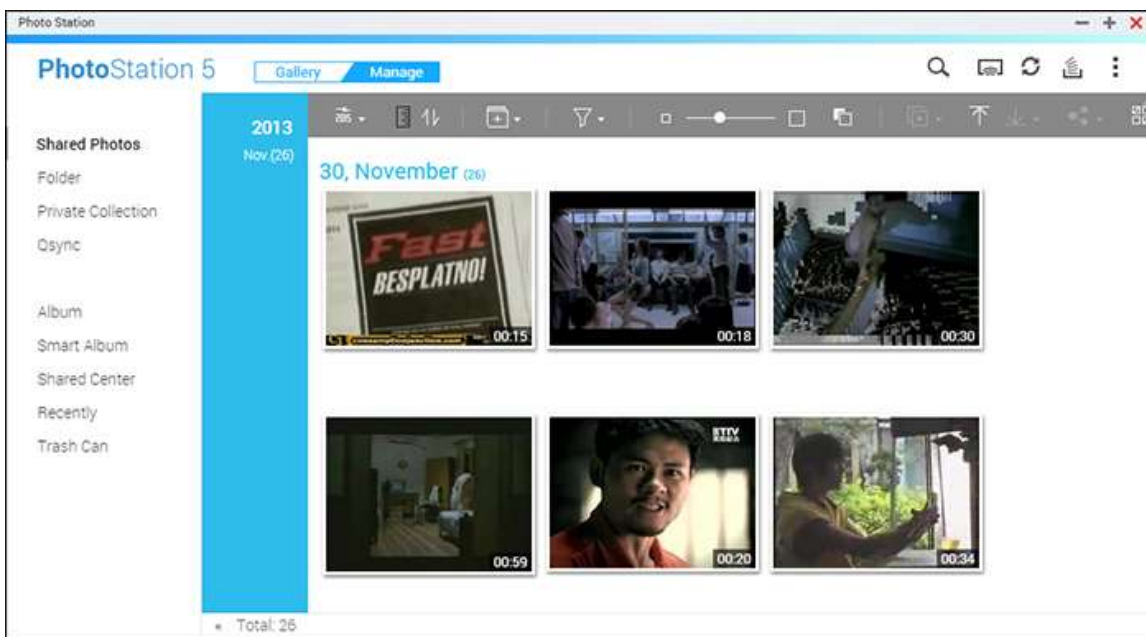 Photo Station
PhotoStation 5
Gallery
Manage
2013
Nov.(26)
Shared Photos
Folder
Private Collection
Qsync
Album
Smart Album
Shared Center
Recently
Trash Can
30, November (26)
Fast
BESPLATNO!
00:15
00:18
00:30
00:59
ETTV
00:20
00:34
« Total: 26